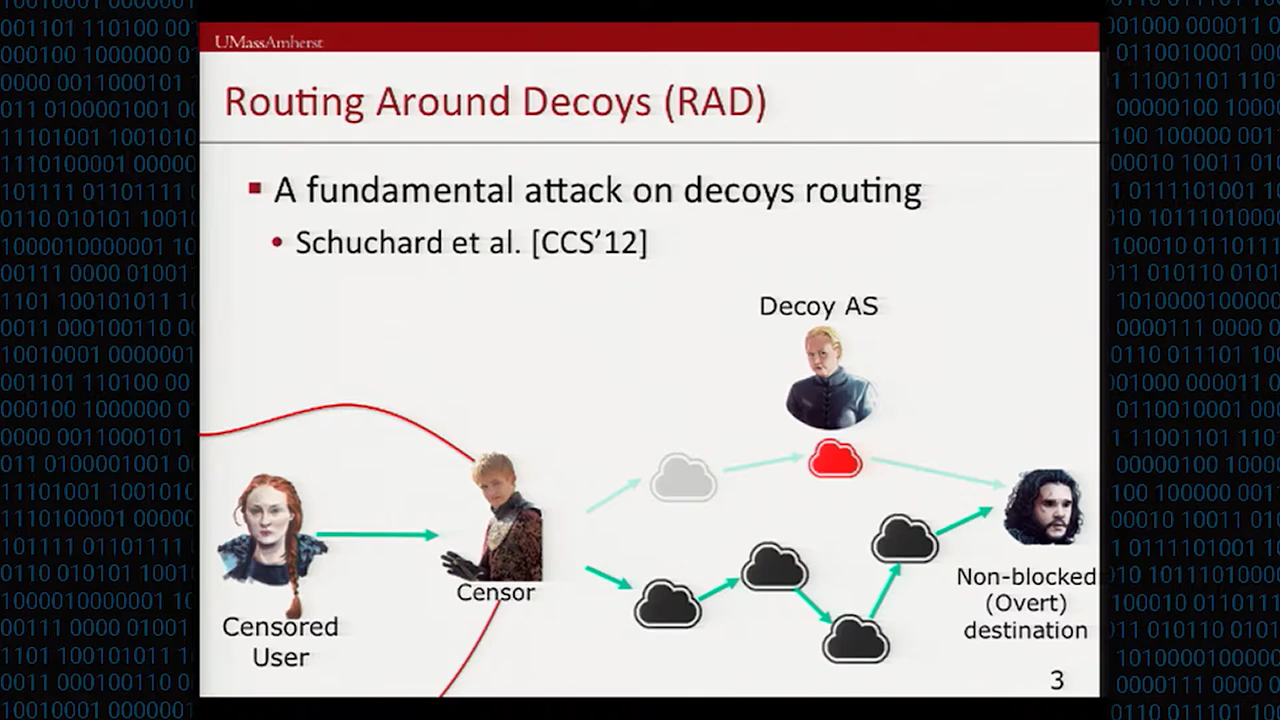 UMassAmherst
Routing Around Decoys (RAD)
A fundamental attack on decoys routing
Schuchard et al. [CCS’12]
Decoy AS
Censored
User
Censor
Non-blocked
(Overt)
destination
3